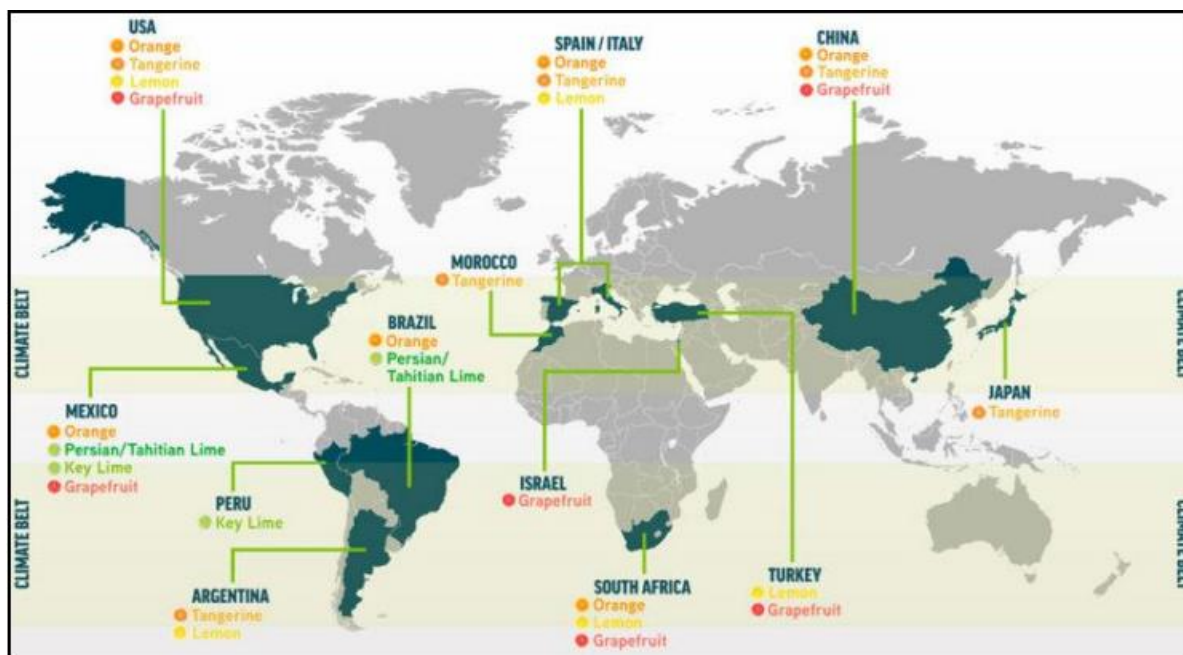 USA
Orange
Tangerine
Lemon
Grapefruit
SPAIN / ITALY
Orange
Tangerine
Lemon
CHINA
Orange
Tangerine
Grapefruit
MOROCCO
Tangerine
CLIMATE BELT
CLIMATE BELT
BRAZIL
Orange
Persian/
Tahitian Lime
JAPAN
Tangerine
MEXICO
Orange
Persian/Tahitian Lime
Key Lime
Grapefruit
PERU
Key Lime
ISRAEL
Grapefruit
CLIMATE BELT
CLIMATE BELT
ARGENTINA
Tangerine
Lemon
SOUTH AFRICA
Orange
Lemon
Grapefruit
TURKEY
Lemon
Grapefruit